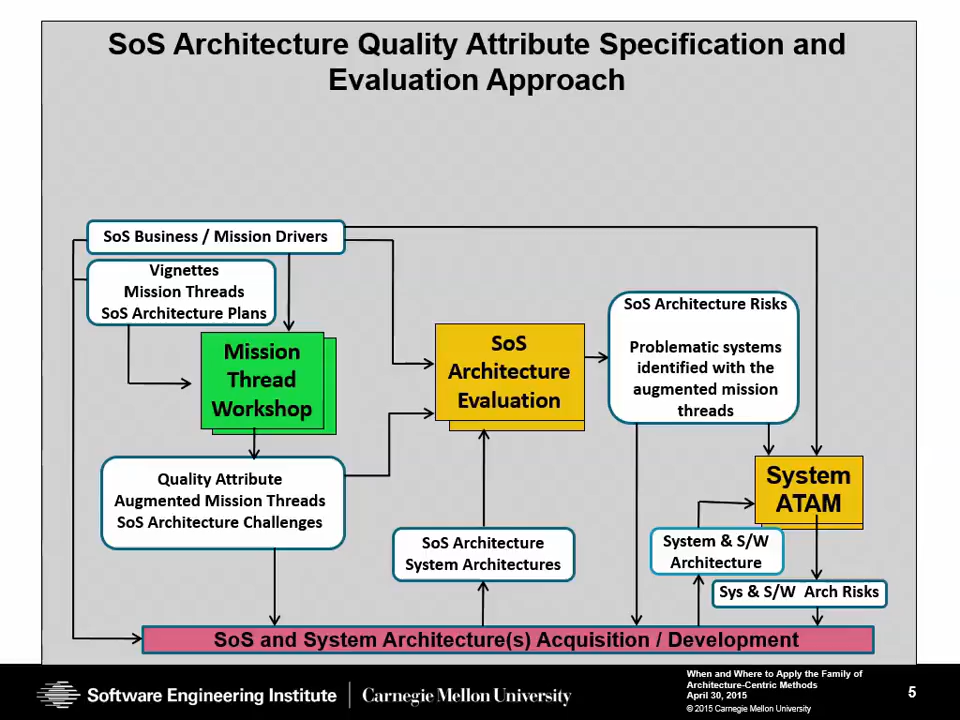 SoS Architecture Quality Attribute Specification and
Evaluation Approach
SoS Business / Mission Drivers
Vignettes
Mission Threads
SoS Architecture Plans
Mission
Thread
Workshop
SoS
Architecture
Evaluation
SoS Architecture Risks
Problematic systems
identified with the
augmented mission
threads
Quality Attribute
Augmented Mission Threads
SoS Architecture Challenges
System
ATAM
SoS Architecture
System Architectures
System & S/W
Architecture
Sys & S/W Arch Risks
SoS and System Architecture(s) Acquisition / Development
Software Engineering Institute
Carnegie Mellon University
When and Where to Apply the Family of
Architecture-Centric Methods
April 30, 2015
© 2015 Carnegie Mellon University
5